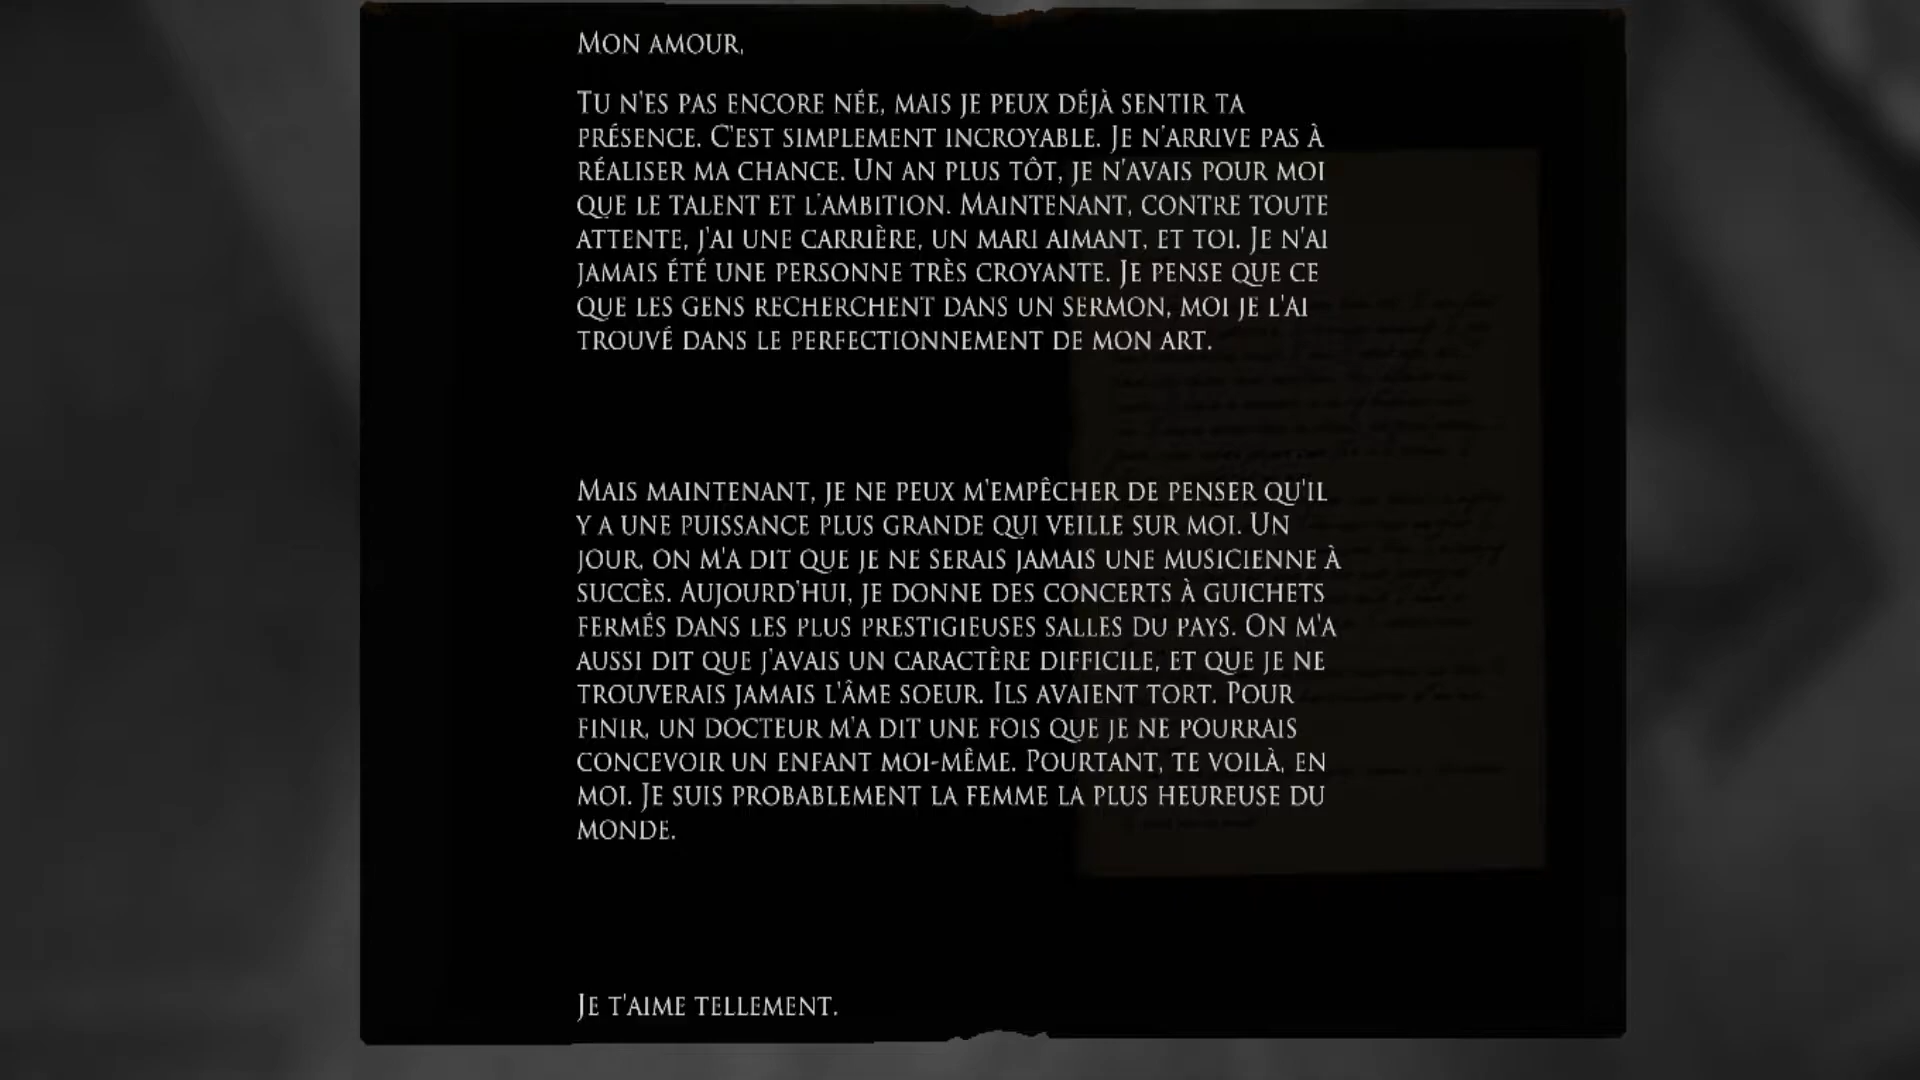 Mon amour,
Tu n'es pas encore née, mais je peux déjà sentir ta
présence. C'est simplement incroyable. Je n'arrive pas à
réaliser ma chance. Un an plus tôt, je n'avais pour moi
que le talent et l'ambition. Maintenant, contre toute
attente, j'ai une carrière, un mari aimant, et toi. Je n'ai
jamais été une personne très croyante. Je pense que ce
que les gens recherchent dans un sermon, moi je l'ai
trouvé dans le perfectionnement de mon art.
Mais maintenant, je ne peux m'empêcher de penser qu'il
y a une puissance plus grande qui veille sur moi. Un
jour, on m'a dit que je ne serais jamais une musicienne à
succès. Aujourd'hui, je donne des concerts à guichets
fermés dans les plus prestigieuses salles du pays. On m'a
aussi dit que j'avais un caractère difficile, et que je ne
trouverais jamais l'âme soeur. Ils avaient tort. Pour
finir, un docteur m'a dit une fois que je ne pourrais
concevoir un enfant moi-même. Pourtant, te voilà, en
moi. Je suis probablement la femme la plus heureuse du
monde.
Je t'aime tellement.